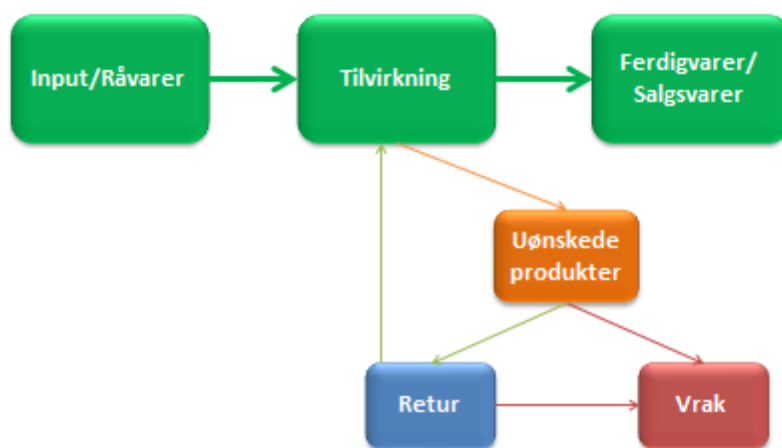 Input/Råvarer
Tilvirkning
Ferdigvarer/
Salgsvarer
Uønskede
produkter
Retur
Vrak